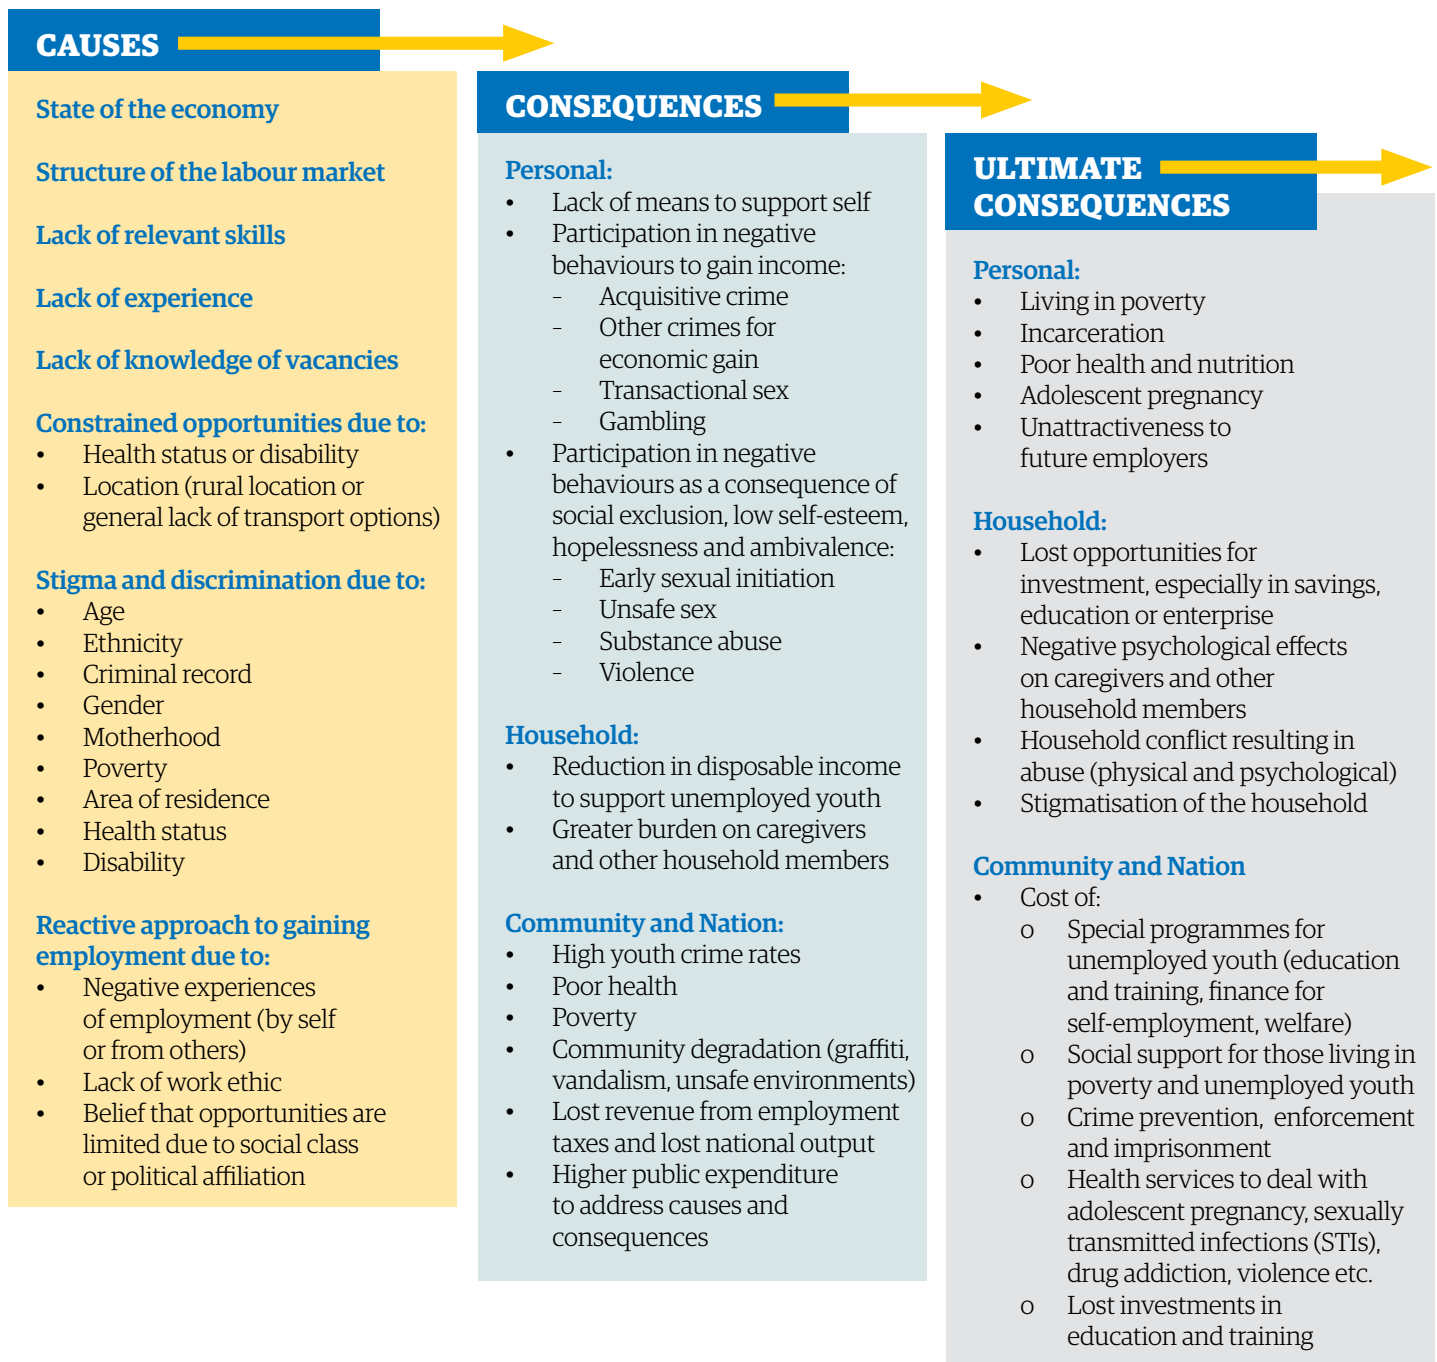 CAUSES
State of the economy
Structure of the labour market
Lack of relevant skills
Lack of experience
Lack of knowledge of vacancies
Constrained opportunities due to:
• Health status or disability
• Location (rural location or
general lack of transport options)
Stigma and discrimination due to:
• Age
• Ethnicity
• Criminal record
• Gender
• Motherhood
• Poverty
• Area of residence
• Health status
• Disability
Reactive approach to gaining
employment due to:
• Negative experiences
of employment (by self
or from others)
• Lack of work ethic
• Belief that opportunities are
limited due to social class
or political affiliation
CONSEQUENCES
Personal:
• Lack of means to support self
• Participation in negative
behaviours to gain income:
– Acquisitive crime
– Other crimes for
economic gain
– Transactional sex
– Gambling
• Participation in negative
behaviours as a consequence of
social exclusion, low self-esteem,
hopelessness and ambivalence:
– Early sexual initiation
– Unsafe sex
– Substance abuse
– Violence
Household:
• Reduction in disposable income
to support unemployed youth
• Greater burden on caregivers
and other household members
Community and Nation:
• High youth crime rates
• Poor health
• Poverty
• Community degradation (graffiti,
vandalism, unsafe environments)
• Lost revenue from employment
taxes and lost national output
• Higher public expenditure
to address causes and
consequences
ULTIMATE
CONSEQUENCES
Personal:
• Living in poverty
• Incarceration
• Poor health and nutrition
• Adolescent pregnancy
• Unattractiveness to
future employers
Household:
• Lost opportunities for
investment, especially in savings,
education or enterprise
• Negative psychological effects
on caregivers and other
household members
• Household conflict resulting in
abuse (physical and psychological)
• Stigmatisation of the household
Community and Nation
• Cost of:
o Special programmes for
unemployed youth (education
and training, finance for
self-employment, welfare)
o Social support for those living in
poverty and unemployed youth
o Crime prevention, enforcement
and imprisonment
o Health services to deal with
adolescent pregnancy, sexually
transmitted infections (STIs),
drug addiction, violence etc.
o Lost investments in
education and training